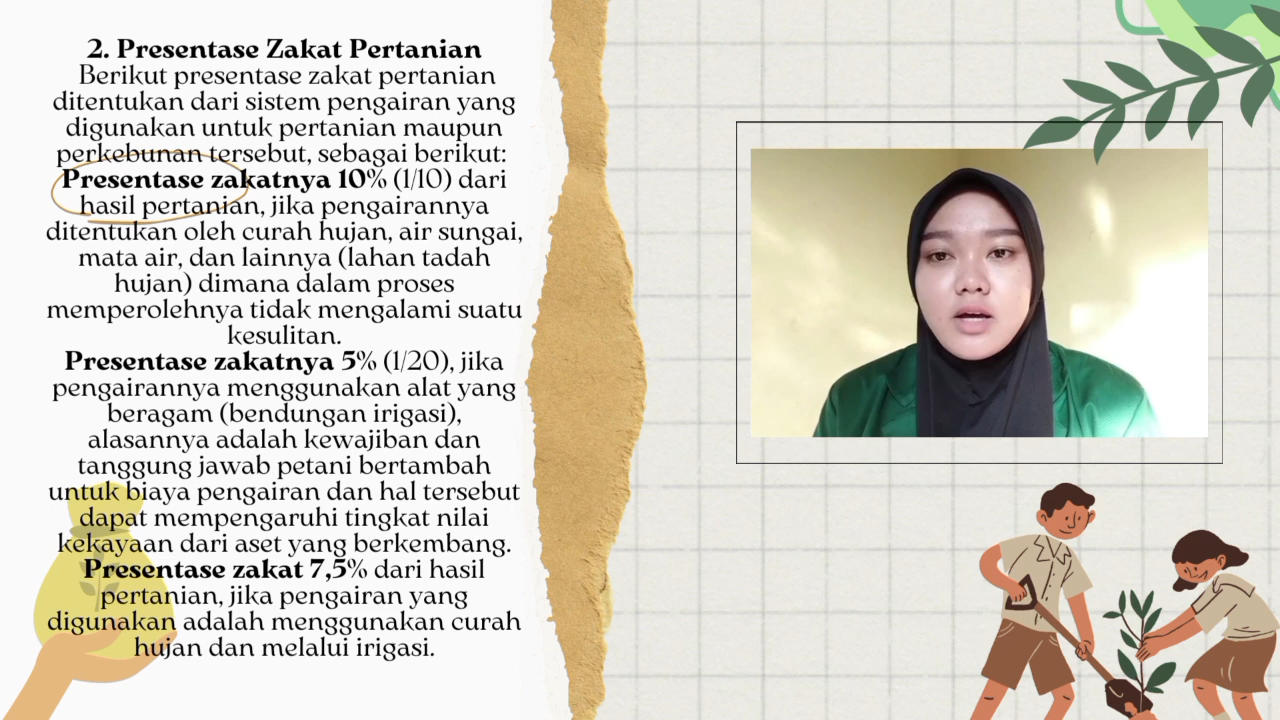 2. Presentase Zakat Pertanian
Berikut presentase zakat pertanian
ditentukan dari sistem pengairan yang
digunakan untuk pertanian maupun
perkebunan tersebut, sebagai berikut:
Presentase zakatnya 10% (1/10) dari
hasil pertanian, jika pengairannya
ditentukan oleh curah hujan, air sungai,
mata air, dan lainnya (lahan tadah
hujan) dimana dalam proses
memperolehnya tidak mengalami suatu
kesulitan.
Presentase zakatnya 5% (1/20), jika
pengairannya menggunakan alat yang
beragam (bendungan irigasi),
alasannya adalah kewajiban dan
tanggung jawab petani bertambah
untuk biaya pengairan dan hal tersebut
dapat mempengaruhi tingkat nilai
kekayaan dari aset yang berkembang.
Presentase zakat 7,5% dari hasil
pertanian, jika pengairan yang
digunakan adalah menggunakan curah
hujan dan melalui irigasi.